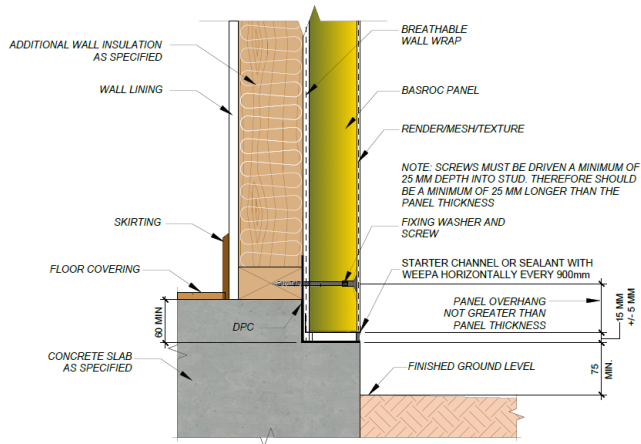 ADDITIONAL WALL INSULATION
AS SPECIFIED
WALL LINING
SKIRTING
FLOOR COVERING
60 MIN
DPC
CONCRETE SLAB
AS SPECIFIED
BREATHABLE
WALL WRAP
BASROC PANEL
RENDER/MESH/TEXTURE
NOTE: SCREWS MUST BE DRIVEN A MINIMUM OF
25 MM DEPTH INTO STUD. THEREFORE SHOULD
BE A MINIMUM OF 25 MM LONGER THAN THE
PANEL THICKNESS
FIXING WASHER AND
SCREW
STARTER CHANNEL OR SEALANT WITH
WEEPA HORIZONTALLY EVERY 900mm
PANEL OVERHANG
NOT GREATER THAN
PANEL THICKNESS
15 MM
+/- 5 MM
75
MIN.
FINISHED GROUND LEVEL